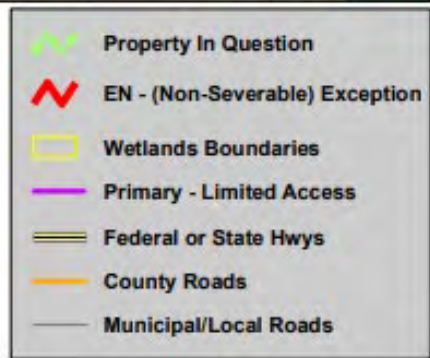 Property In Question
EN - (Non-Severable) Exception
Wetlands Boundaries
Primary - Limited Access
Federal or State Hwys
County Roads
Municipal/Local Roads